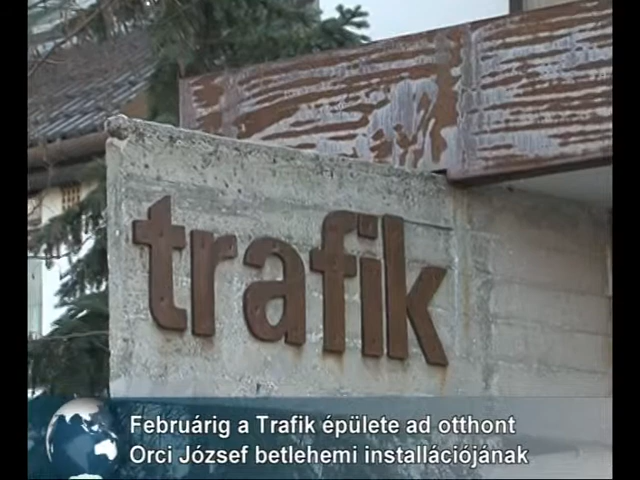 trafik
Februárig a Trafik épülete ad otthont
Orci József betlehemi installációjának